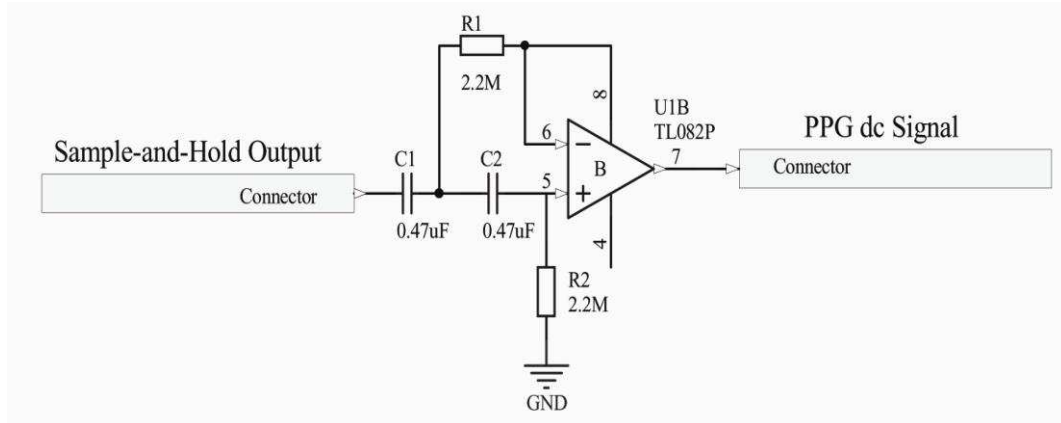 R1
2.2M
8
U1B
TL082P
PPG dc Signal
Sample-and-Hold Output
6
7
Connector
C1
C2
B
5
Connector
0.47uF
0.47uF
4
R2
2.2M
GND